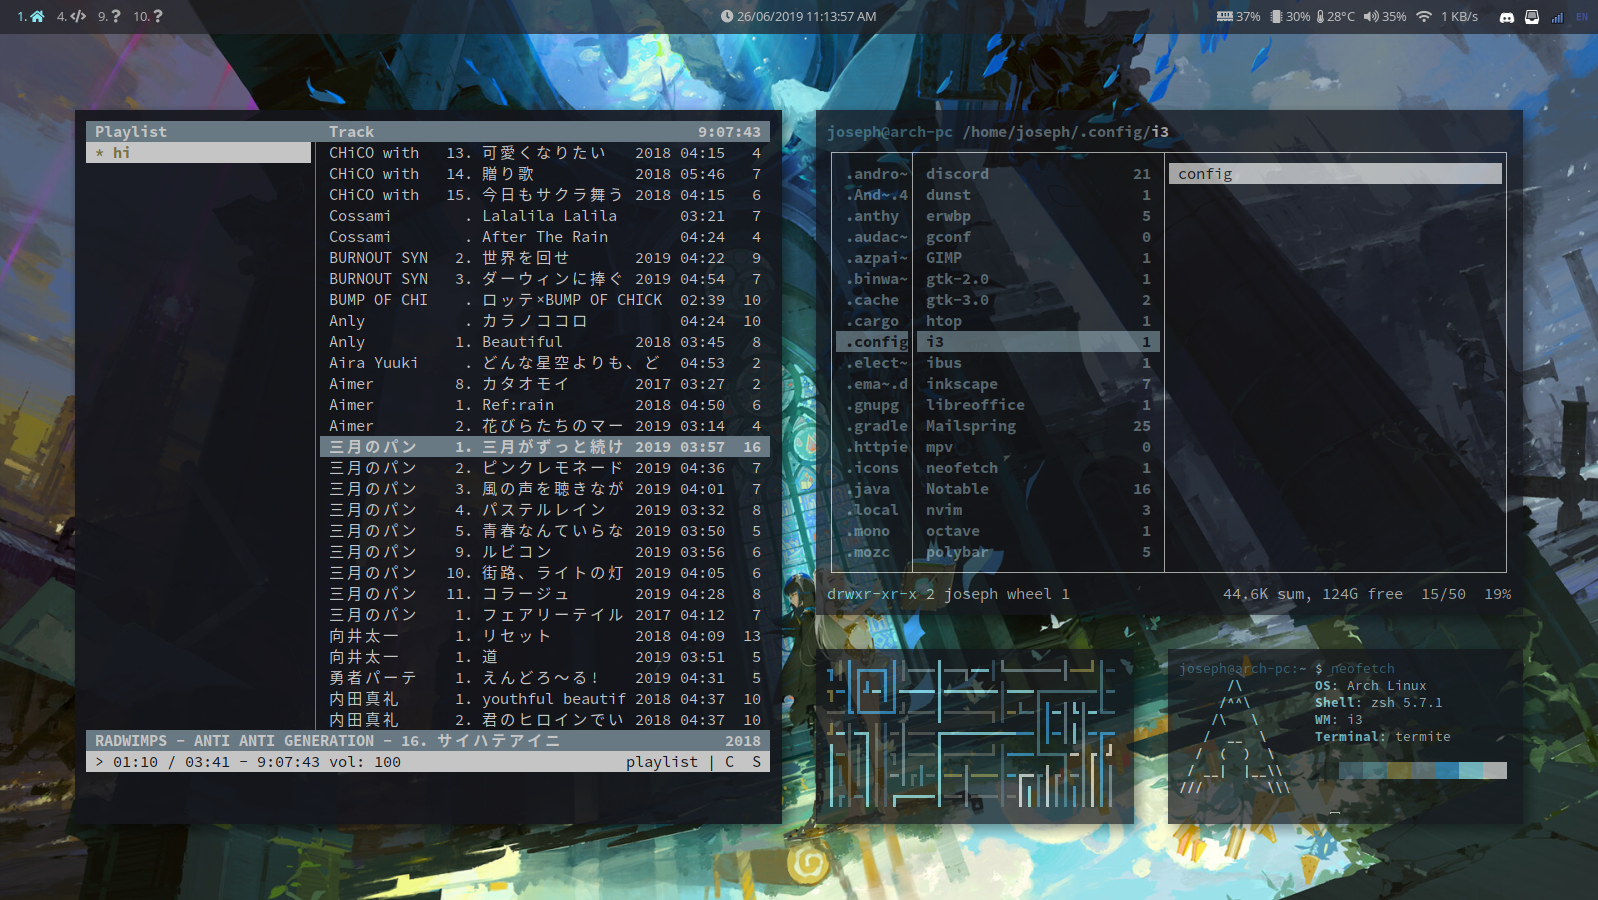 1. 4. 9. ? 10. ? 26/06/2019 11:13:57 AM 37% 30% 28°C 35% 1 KB/s EN
Playlist Track 9:07:43
* hi
CHiCO with 13. 可愛くなりたい 2018 04:15 4
CHiCO with 14. 贈り歌 2018 05:46 7
CHiCO with 15. 今日もサクラ舞う 2018 04:15 6
Cossami . Lalalila Lalila 03:21 7
Cossami . After The Rain 04:24 4
BURNOUT SYN 2. 世界を回せ 2019 04:22 9
BURNOUT SYN 3. ダーウィンに捧ぐ 2019 04:54 7
BUMP OF CHI . ロッテ×BUMP OF CHICK 02:39 10
Anly . カラノココロ 04:24 10
Anly 1. Beautiful 2018 03:45 8
Aira Yuuki . どんな星空よりも、ど 04:53 2
Aimer 8. カタオモイ 2017 03:27 2
Aimer 1. Ref:rain 2018 04:50 6
Aimer 2. 花びらたちのマー 2019 03:14 4
三月のパン 1. 三月がずっと続け 2019 03:57 16
三月のパン 2. ピンクレモネード 2019 04:36 7
三月のパン 3. 風の声を聴きなが 2019 04:01 7
三月のパン 4. パステルレイン 2019 03:32 8
三月のパン 5. 青春なんていらな 2019 03:50 5
三月のパン 9. ルビコン 2019 03:56 6
三月のパン 10. 街路、ライトの灯 2019 04:05 6
三月のパン 11. コラージュ 2019 04:28 8
三月のパン 1. フェアリーテイル 2017 04:12 7
向井太一 1. リセット 2018 04:09 13
向井太一 1. 道 2019 03:51 5
勇者パーテ 1. えんどろ〜る! 2019 04:31 5
内田真礼 1. youthful beautif 2018 04:37 10
内田真礼 2. 君のヒロインでい 2018 04:37 10
RADWIMPS - ANTI ANTI GENERATION - 16. サイハテアイニ 2018
> 01:10 / 03:41 - 9:07:43 vol: 100 playlist | C S
joseph@arch-pc /home/joseph/.config/i3
.andro~ discord 21 config
.And~.4 dunst 1
.anthy erwbp 5
.audac~ gconf 0
.azpai~ GIMP 1
.binwa~ gtk-2.0 1
.cache gtk-3.0 2
.cargo htop 1
.config i3 1
.elect~ ibus 1
.ema~.d inkscape 7
.gnupg libreoffice 1
.gradle Mailspring 25
.httpie mpv 0
.icons neofetch 1
.java Notable 16
.local nvim 3
.mono octave 1
.mozc polybar 5
drwxr-xr-x 2 joseph wheel 1 44.6K sum, 124G free 15/50 19%
joseph@arch-pc:~ $ neofetch
OS: Arch Linux
Shell: zsh 5.7.1
WM: i3
Terminal: termite